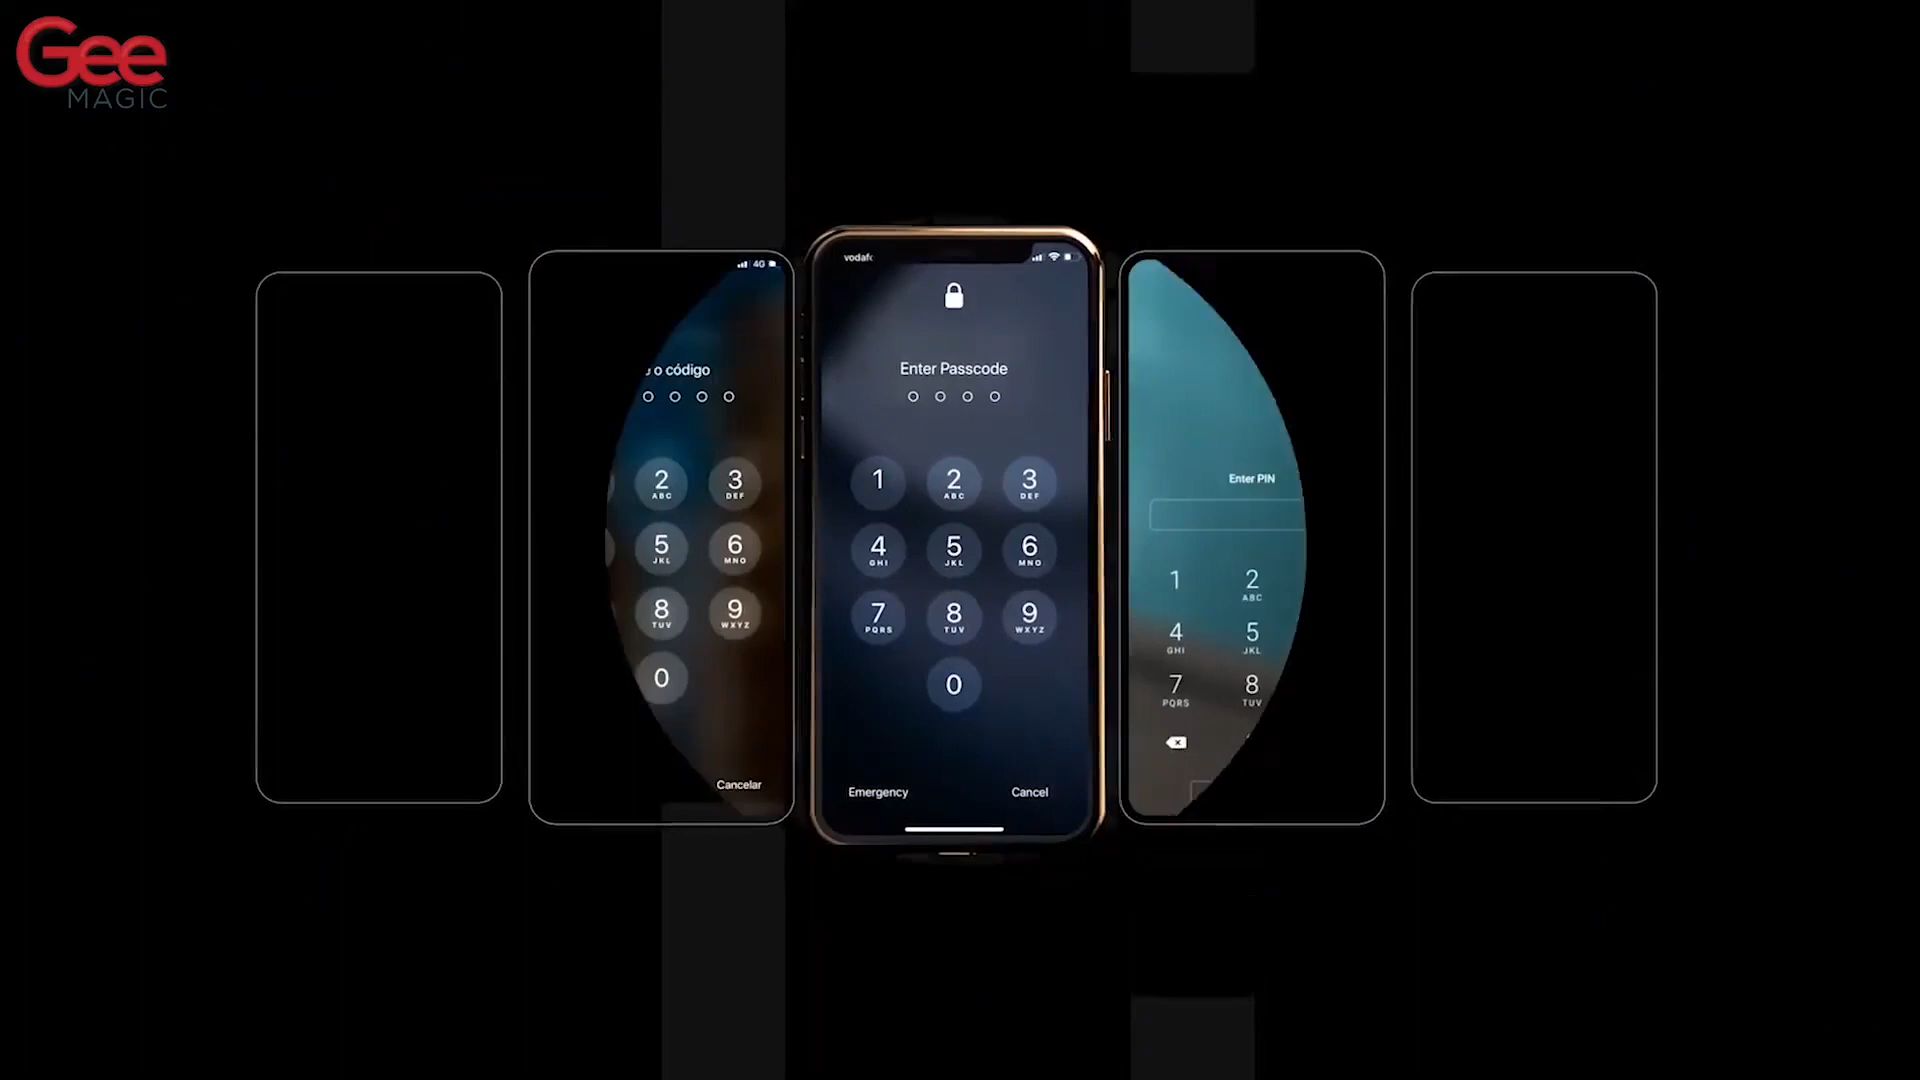 Gee
MAGIC
4G
o código
2
ABC
3
DEF
5
JKL
6
MNO
8
TUV
9
WXYZ
0
Cancelar
vodafo
Enter Passcode
1
2
ABC
3
DEF
4
GHI
5
JKL
6
MNO
7
PQRS
8
TUV
9
WXYZ
0
Emergency
Cancel
Enter PIN
1
2
ABC
4
GHI
5
JKL
7
PQRS
8
TUV